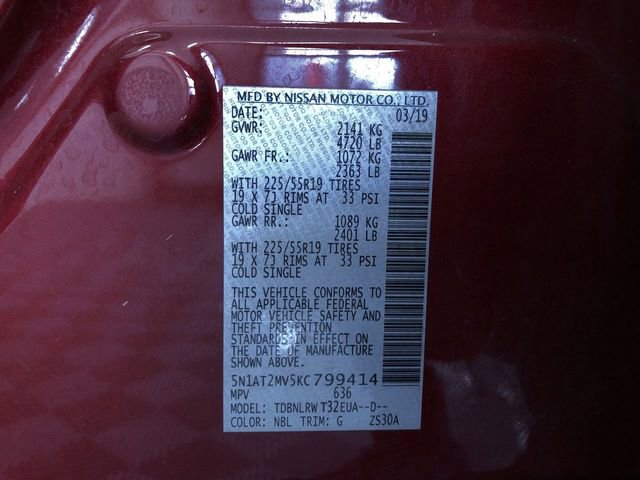 MFD BY NISSAN MOTOR CO., LTD.
DATE: 03/19
GVWR: 2141 KG
4720 LB
GAWR FR.: 1072 KG
2363 LB
WITH 225/55R19 TIRES
19 X 7J RIMS AT 33 PSI
COLD SINGLE
GAWR RR.: 1089 KG
2401 LB
WITH 225/55R19 TIRES
19 X 7J RIMS AT 33 PSI
COLD SINGLE
THIS VEHICLE CONFORMS TO
ALL APPLICABLE FEDERAL
MOTOR VEHICLE SAFETY AND
THEFT PREVENTION
STANDARDS IN EFFECT ON
THE DATE OF MANUFACTURE
SHOWN ABOVE.
5N1AT2MV5KC799414
MPV 636
MODEL: TDBNLRW T32EUA--D--
COLOR: NBL TRIM: G ZS30A